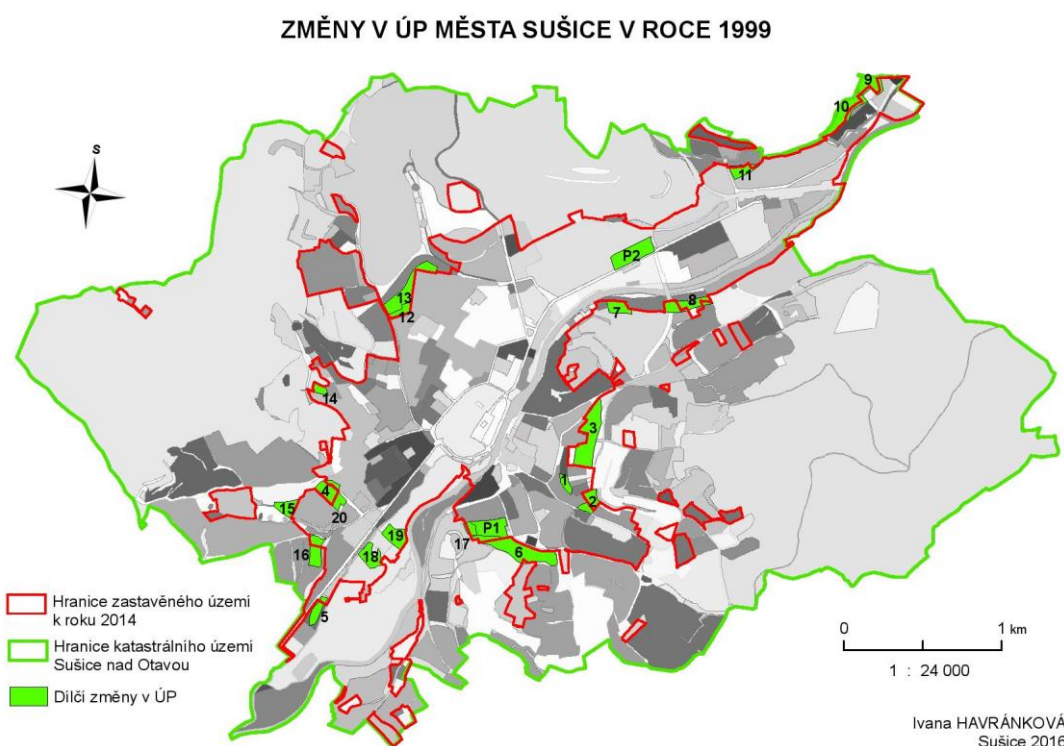 ZMĚNY V ÚP MĚSTA SUŠICE V ROCE 1999
S
9
10
11
P2
13
12
8
7
14
3
4
1
15
20
2
19
P1
17
16
18
6
5
Hranice zastavěného území
k roku 2014
Hranice katastrálního území
Sušice nad Otavou
Dílčí změny v ÚP
0 1 km
1 : 24 000
Ivana HAVRÁNKOVÁ
Sušice 2016